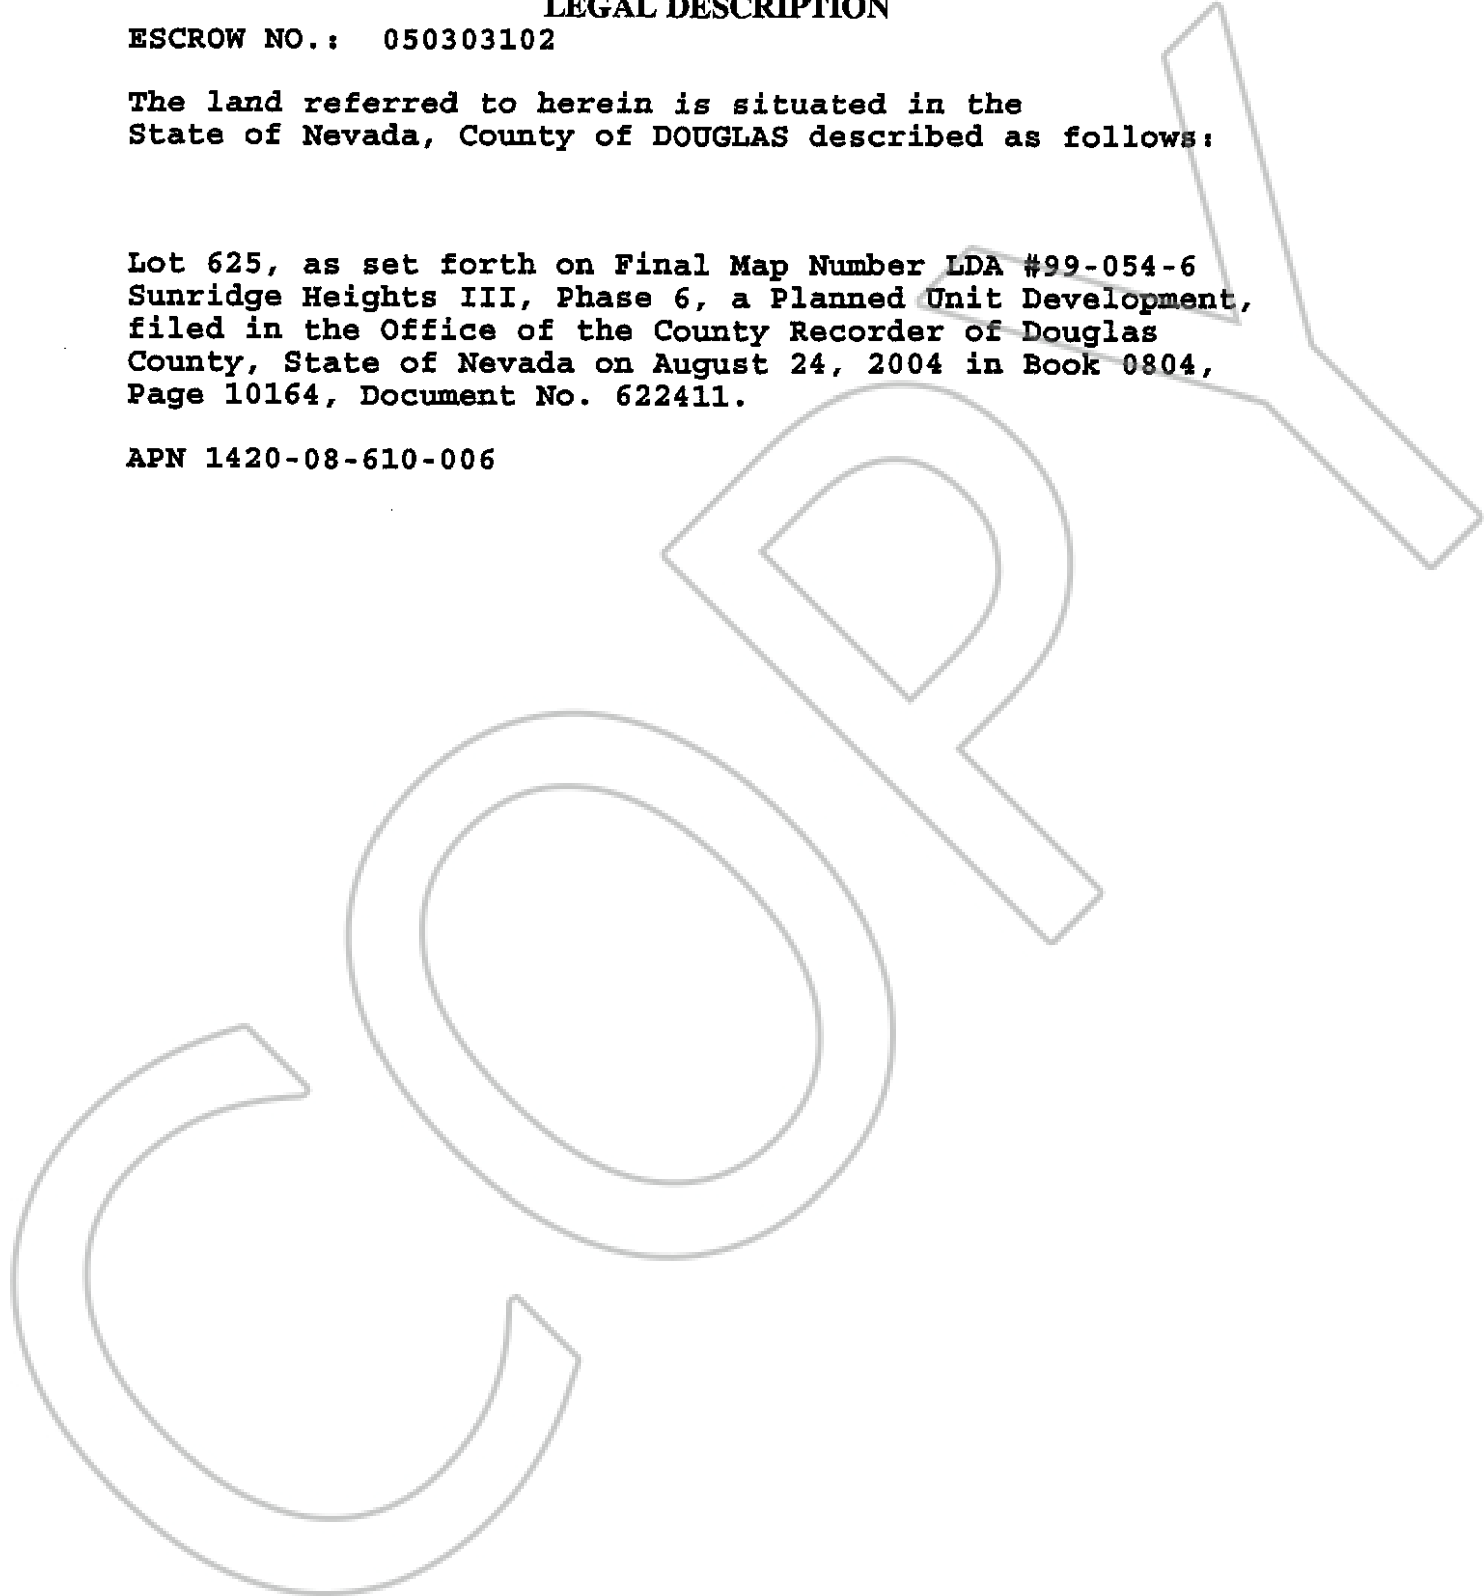 LEGAL DESCRIPTION
ESCROW NO.: 050303102
The land referred to herein is situated in the
State of Nevada, County of DOUGLAS described as follows:
Lot 625, as set forth on Final Map Number LDA #99-054-6
Sunridge Heights III, Phase 6, a Planned Unit Development,
filed in the Office of the County Recorder of Douglas
County, State of Nevada on August 24, 2004 in Book 0804,
Page 10164, Document No. 622411.
APN 1420-08-610-006
COPY